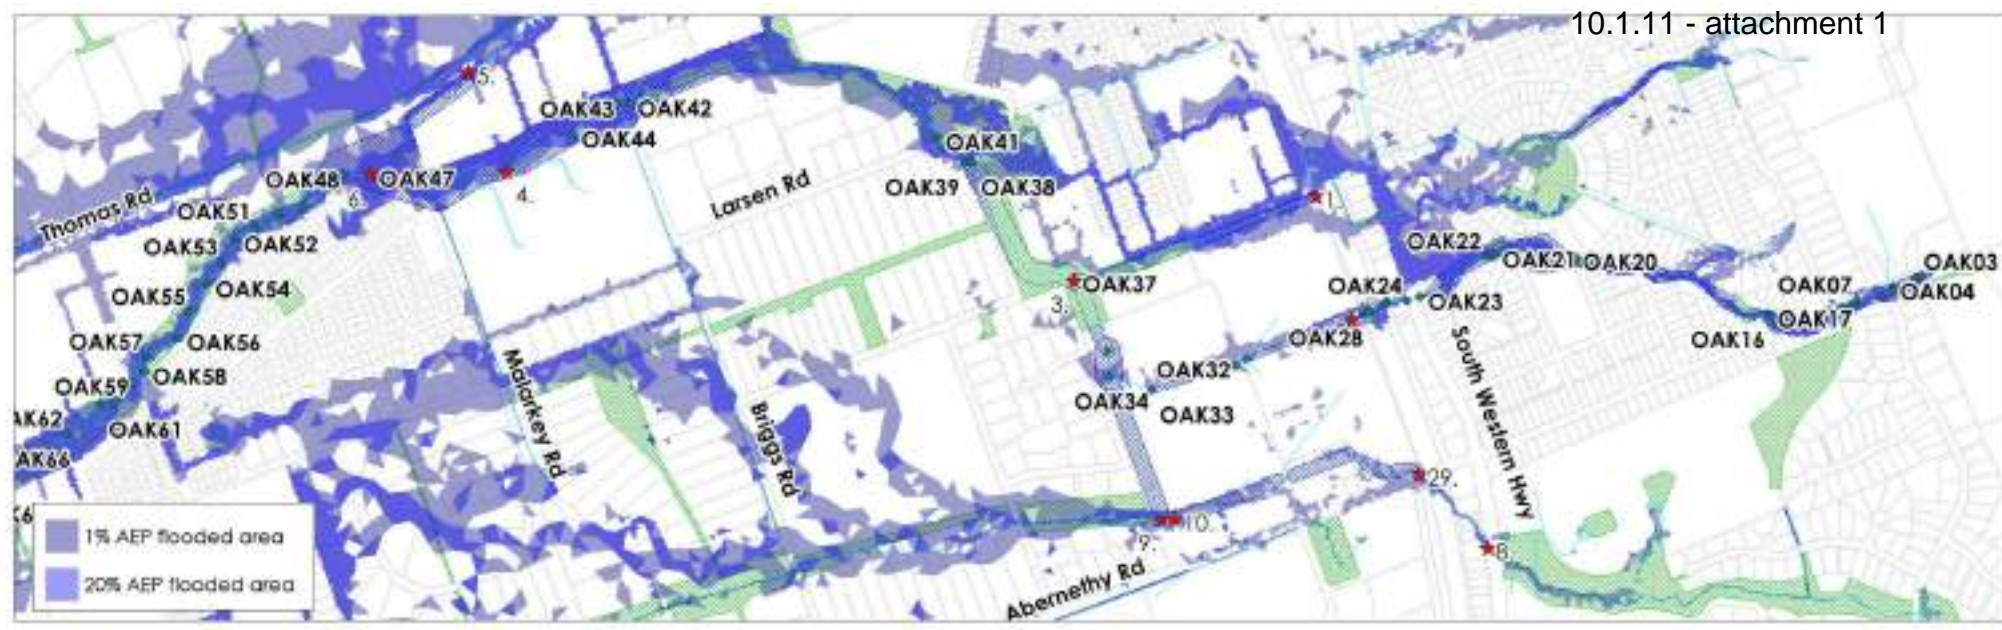 10.1.11 - attachment 1
5.
OAK43 OAK42
OAK44
OAK41
OAK48 OAK47
6.
4.
OAK39 OAK38
Larsen Rd
1.
Thomas Rd
OAK51
OAK53 OAK52
OAK22
OAK21 OAK20
OAK03
OAK55 OAK54
3. OAK37
OAK24
OAK23
OAK07
OAK04
OAK57 OAK56
OAK28
OAK17
OAK16
OAK59 OAK58
Malarkey Rd
OAK32
South Western Hwy
OAK34
OAK33
AK62
OAK61
Briggs Rd
AK66
29.
K6
1% AEP flooded area
9. 10.
8.
20% AEP flooded area
Abernethy Rd